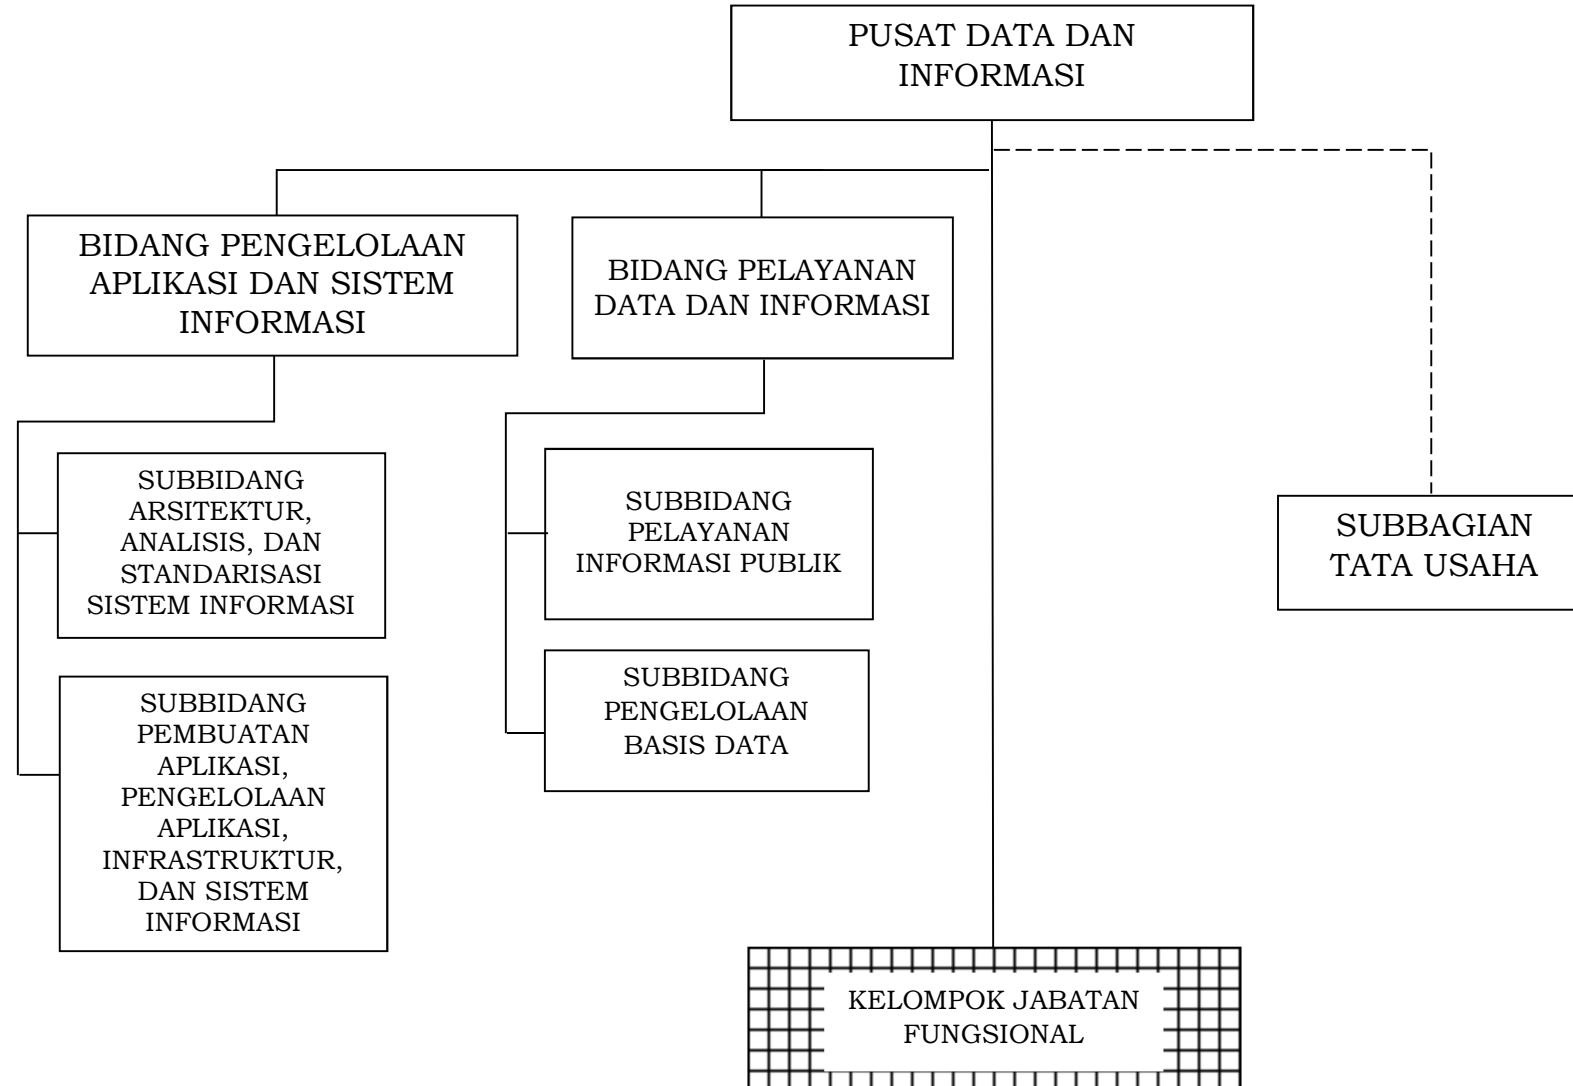 PUSAT DATA DAN
INFORMASI
BIDANG PENGELOLAAN
APLIKASI DAN SISTEM
INFORMASI
BIDANG PELAYANAN
DATA DAN INFORMASI
SUBBIDANG
ARSITEKTUR,
ANALISIS, DAN
STANDARISASI
SISTEM INFORMASI
SUBBIDANG
PELAYANAN
INFORMASI PUBLIK
SUBBAGIAN
TATA USAHA
SUBBIDANG
PEMBUATAN
APLIKASI,
PENGELOLAAN
APLIKASI,
INFRASTRUKTUR,
DAN SISTEM
INFORMASI
SUBBIDANG
PENGELOLAAN
BASIS DATA
KELOMPOK JABATAN
FUNGSIONAL